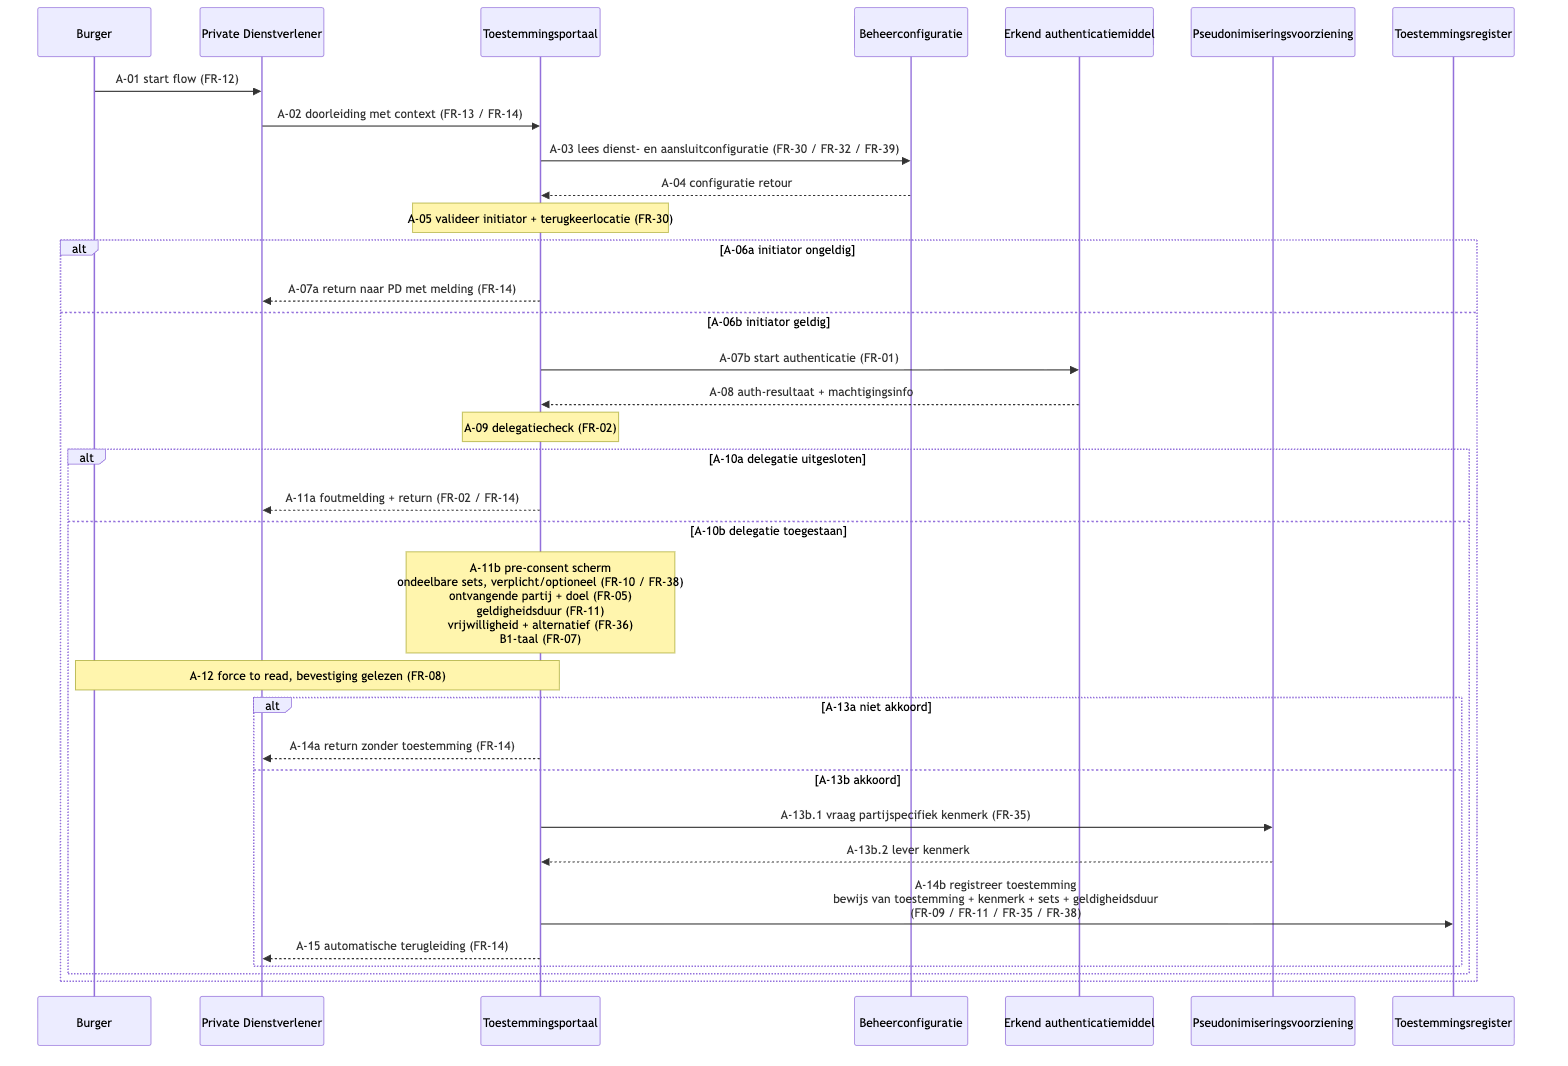 Burger
Private Dienstverlener
Toestemmingsportaal
Beheerconfiguratie
Erkend authenticatiemiddel
Pseudonimiseringsvoorziening
Toestemmingsregister
A-01 start flow (FR-12)
A-02 doorleiding met context (FR-13 / FR-14)
A-03 lees dienst- en aansluitconfiguratie (FR-30 / FR-32 / FR-39)
A-04 configuratie retour
A-05 valideer initiator + terugkeerlocatie (FR-30)
alt
[A-06a initiator ongeldig]
A-07a return naar PD met melding (FR-14)
[A-06b initiator geldig]
A-07b start authenticatie (FR-01)
A-08 auth-resultaat + machtigingsinfo
A-09 delegatiecheck (FR-02)
alt
[A-10a delegatie uitgesloten]
A-11a foutmelding + return (FR-02 / FR-14)
[A-10b delegatie toegestaan]
A-11b pre-consent scherm
ondeelbare sets, verplicht/optioneel (FR-10 / FR-38)
ontvangende partij + doel (FR-05)
geldigheidsduur (FR-11)
vrijwilligheid + alternatief (FR-36)
B1-taal (FR-07)
A-12 force to read, bevestiging gelezen (FR-08)
alt
[A-13a niet akkoord]
A-14a return zonder toestemming (FR-14)
[A-13b akkoord]
A-13b.1 vraag partijspecifiek kenmerk (FR-35)
A-13b.2 lever kenmerk
A-14b registreer toestemming
bewijs van toestemming + kenmerk + sets + geldigheidsduur
(FR-09 / FR-11 / FR-35 / FR-38)
A-15 automatische terugleiding (FR-14)
Burger
Private Dienstverlener
Toestemmingsportaal
Beheerconfiguratie
Erkend authenticatiemiddel
Pseudonimiseringsvoorziening
Toestemmingsregister